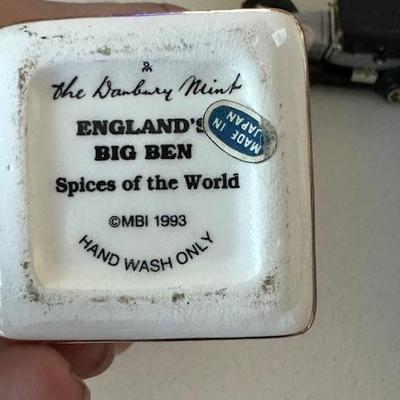 The Danbury Mint
ENGLAND'S
BIG BEN
Spices of the World
©MBI 1993
HAND WASH ONLY
MADE IN
JAPAN